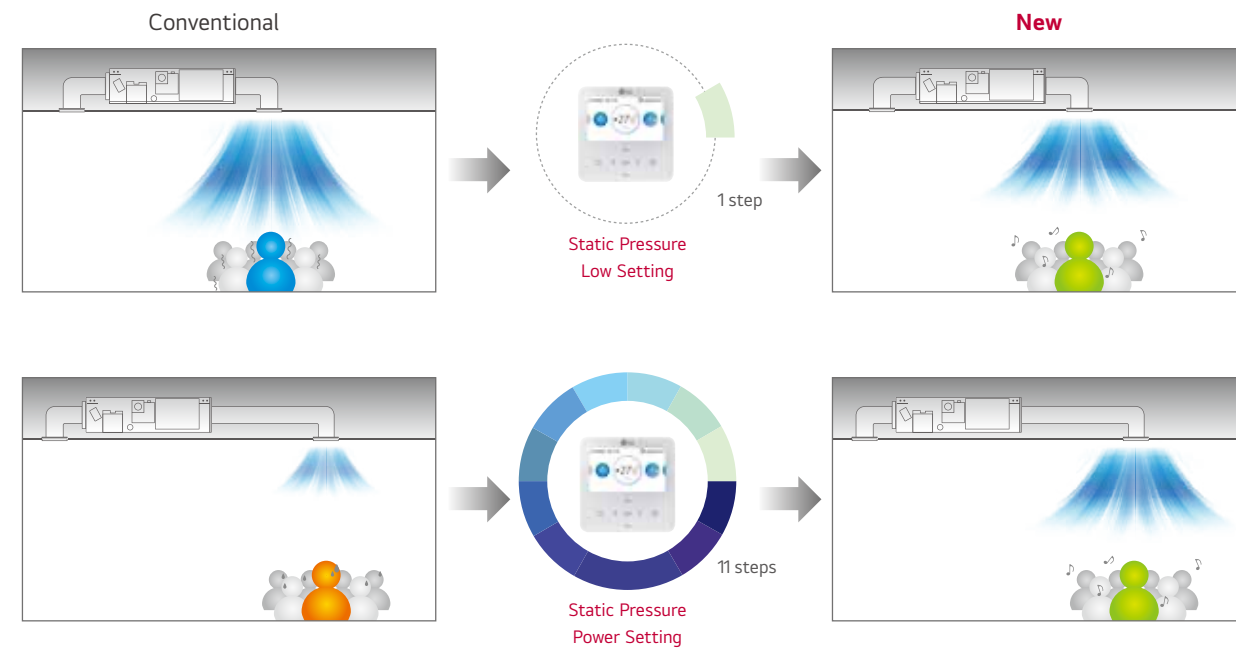 Conventional
New
1 step
Static Pressure
Low Setting
11 steps
Static Pressure
Power Setting